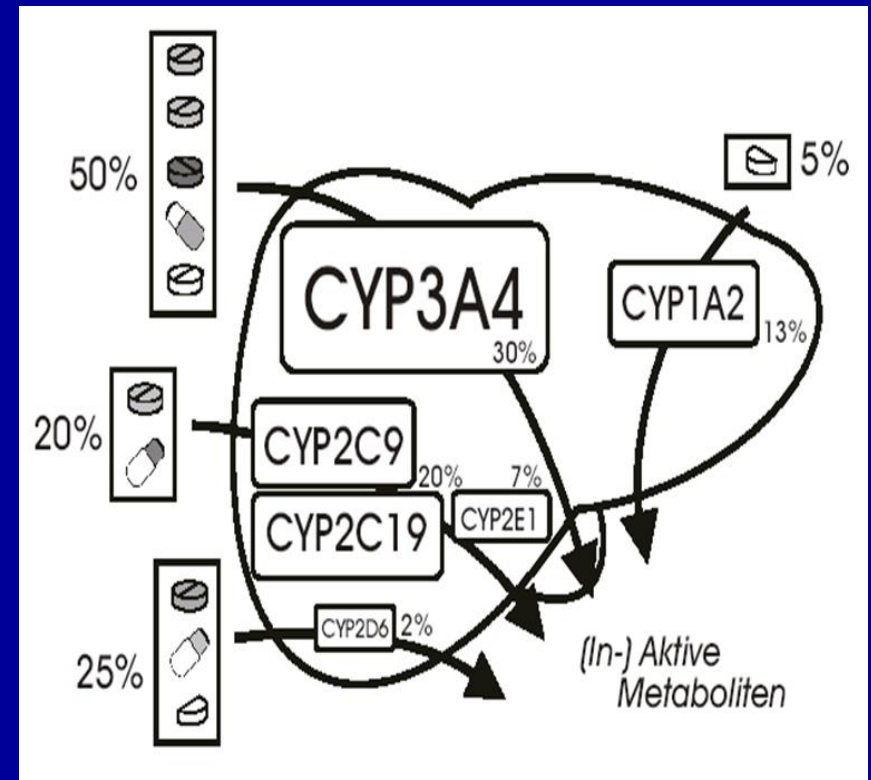 50%
5%
CYP3A4
30%
CYP1A2
13%
20%
CYP2C9
20%
7%
CYP2C19
CYP2E1
25%
CYP2D6
2%
(In-) Aktive
Metaboliten